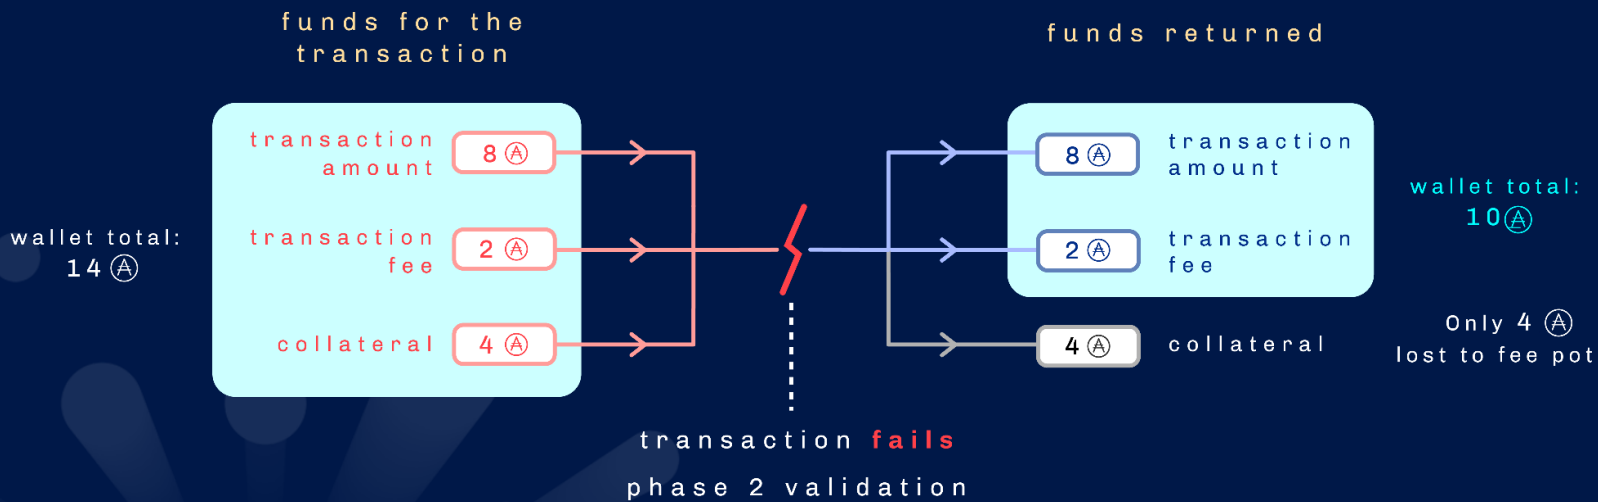 funds for the
transaction
funds returned
transaction
amount
8 ₳
transaction
fee
2 ₳
collateral
4 ₳
wallet total:
14 ₳
8 ₳
transaction
amount
2 ₳
transaction
fee
4 ₳
collateral
wallet total:
10 ₳
Only 4 ₳
lost to fee pot
transaction fails
phase 2 validation